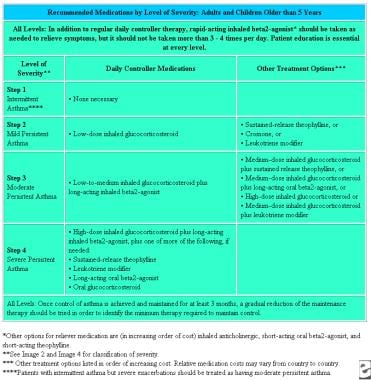 Recommended Medications by Level of Severity: Adults and Children Older than 5 Years
All Levels: In addition to regular daily controller therapy, rapid-acting inhaled beta2-agonist* should be taken as
needed to relieve symptoms, but it should not be taken more than 3 - 4 times per day. Patient education is essential
at every level.
Level of
Severity**
Daily Controller Medications
Other Treatment Options***
Step 1
Intermittent
Asthma****
• None necessary
Step 2
Mild Persistent
Asthma
• Low-dose inhaled glucocorticosteroid
• Sustained-release theophylline, or
• Cromone, or
• Leukotriene modifier
Step 3
Moderate
Persistent Asthma
• Low-to-medium inhaled glucocorticosteroid plus
long-acting inhaled beta2-agonist
• Medium-dose inhaled glucocorticosteroid
plus sustained release theophylline, or
• Medium-dose inhaled glucocorticosteroid
plus long-acting oral beta2-agonist, or
• High-dose inhaled glucocorticosteroid or
• Medium-dose inhaled glucocorticosteroid
plus leukotriene modifier
Step 4
Severe Persistent
Asthma
• High-dose inhaled glucocorticosteroid plus long-acting
inhaled beta2-agonist, plus one of more of the following, if
needed:
• Sustained-release theophylline
• Leukotriene modifier
• Long-acting oral beta2-agonist
• Oral glucocorticosteroid
All Levels: Once control of asthma is achieved and maintained for at least 3 months, a gradual reduction of the maintenance
therapy should be tried in order to identify the minimum therapy required to maintain control.
*Other options for reliever medication are (in increasing order of cost) inhaled anticholinergic, short-acting oral beta2-agonist, and
short-acting theophylline
**See Image 2 and Image 4 for classification of severity.
*** Other treatment options listed in order of increasing cost. Relative medication costs may vary from country to country.
****Patients with intermittent asthma but severe exacerbations should be treated as having moderate persistent asthma.